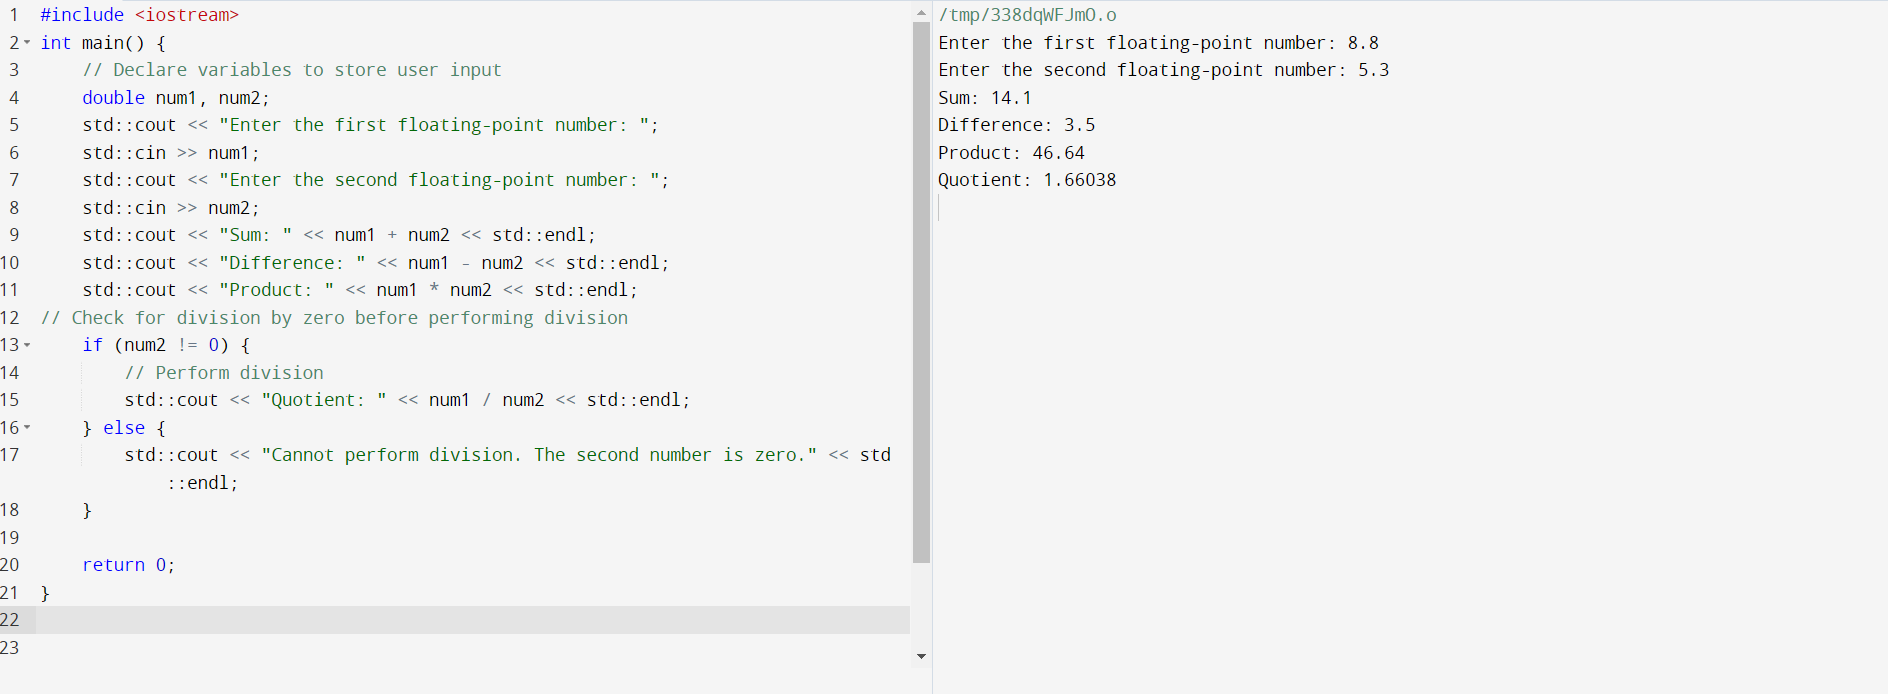 1 #include <iostream>
2 int main() {
3 // Declare variables to store user input
4 double num1, num2;
5 std::cout << "Enter the first floating-point number: ";
6 std::cin >> num1;
7 std::cout << "Enter the second floating-point number: ";
8 std::cin >> num2;
9 std::cout << "Sum: " << num1 + num2 << std::endl;
10 std::cout << "Difference: " << num1 - num2 << std::endl;
11 std::cout << "Product: " << num1 * num2 << std::endl;
12 // Check for division by zero before performing division
13 if (num2 != 0) {
14 // Perform division
15 std::cout << "Quotient: " << num1 / num2 << std::endl;
16 } else {
17 std::cout << "Cannot perform division. The second number is zero." << std
::endl;
18 }
19
20 return 0;
21 }
22
23
/tmp/338dqWFJmO.o
Enter the first floating-point number: 8.8
Enter the second floating-point number: 5.3
Sum: 14.1
Difference: 3.5
Product: 46.64
Quotient: 1.66038